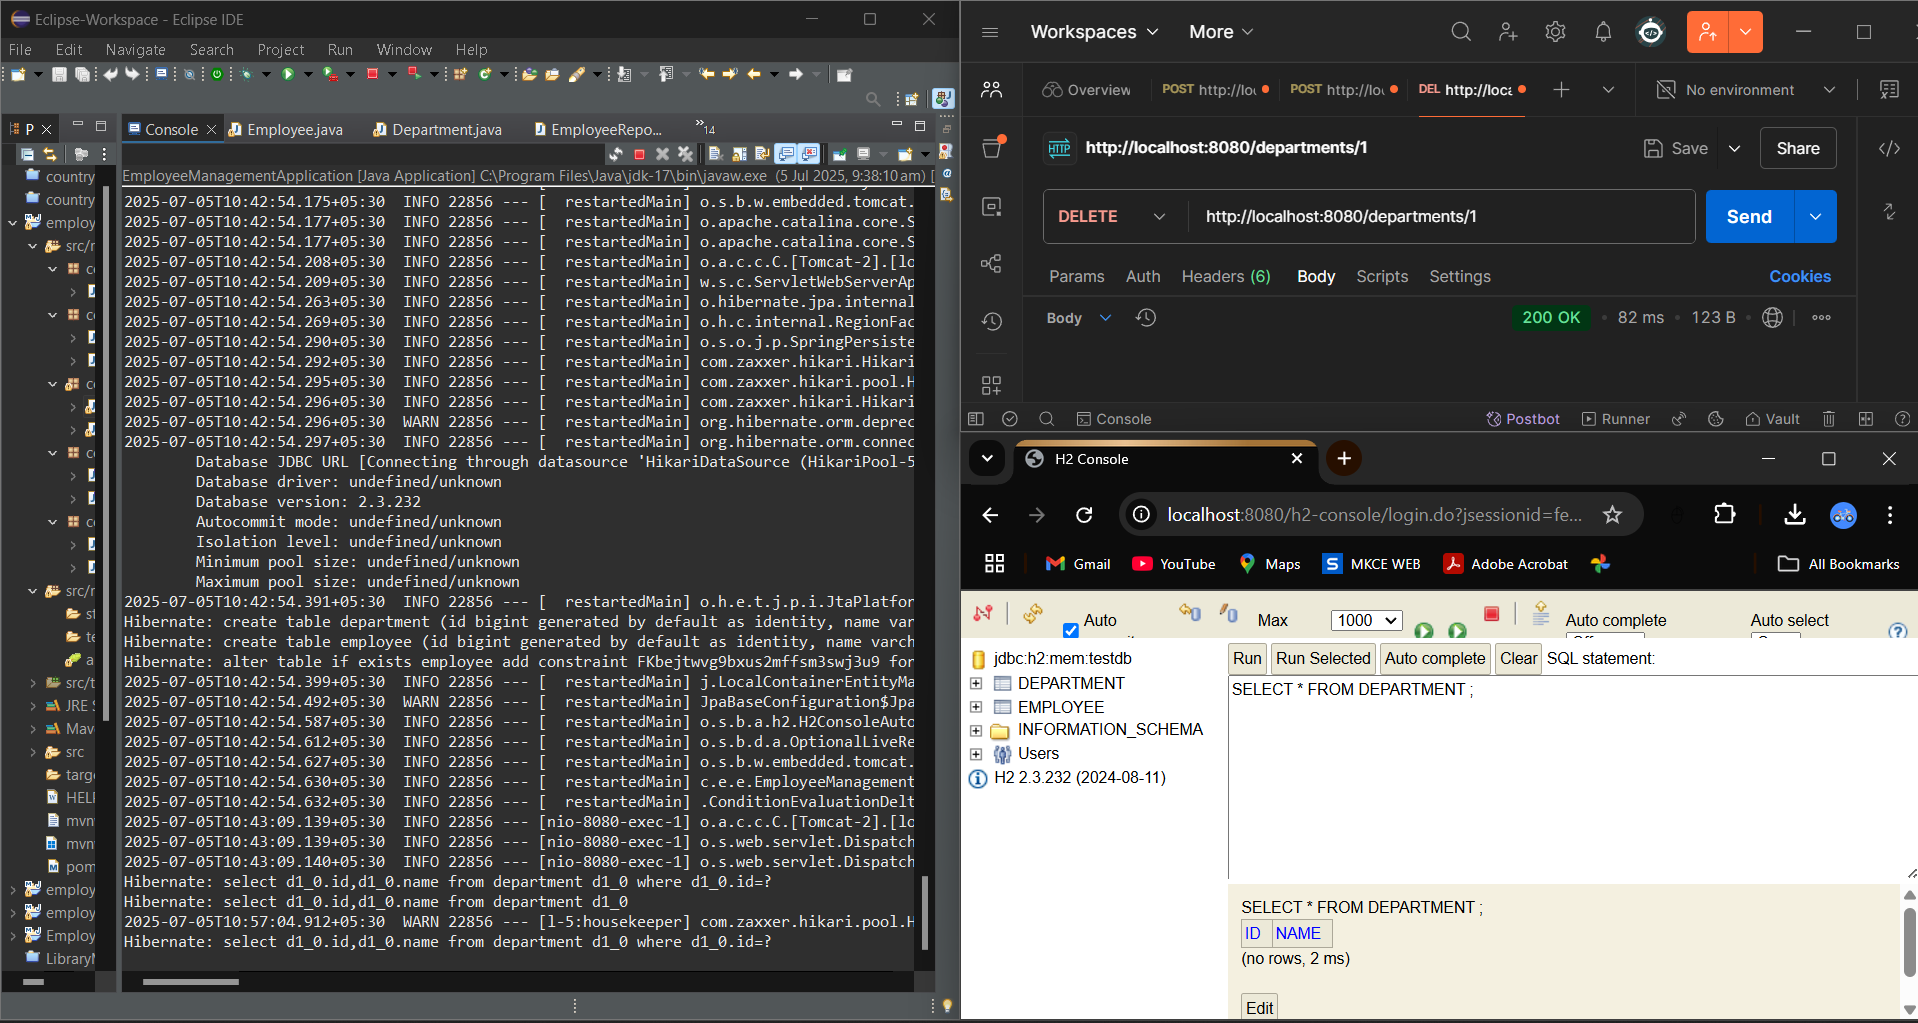 Eclipse-Workspace - Eclipse IDE
File Edit Navigate Search Project Run Window Help
P
Console
Employee.java
Department.java
EmployeeRepo...
14
EmployeeManagementApplication [Java Application] C:\Program Files\Java\jdk-17\bin\javaw.exe (5 Jul 2025, 9:38:10 am) [
country
country
employ
src/r
src/r
src/t
JRE S
Mav
src
targ
HELF
mvn
mvn
pom
employ
employ
Employ
Library
2025-07-05T10:42:54.175+05:30 INFO 22856 --- [ restartedMain] o.s.b.w.embedded.tomcat.
2025-07-05T10:42:54.177+05:30 INFO 22856 --- [ restartedMain] o.apache.catalina.core.S
2025-07-05T10:42:54.177+05:30 INFO 22856 --- [ restartedMain] o.apache.catalina.core.S
2025-07-05T10:42:54.208+05:30 INFO 22856 --- [ restartedMain] o.a.c.c.C.[Tomcat-2].[lo
2025-07-05T10:42:54.209+05:30 INFO 22856 --- [ restartedMain] w.s.c.ServletWebServerAp
2025-07-05T10:42:54.263+05:30 INFO 22856 --- [ restartedMain] o.hibernate.jpa.internal
2025-07-05T10:42:54.269+05:30 INFO 22856 --- [ restartedMain] o.h.c.internal.RegionFac
2025-07-05T10:42:54.290+05:30 INFO 22856 --- [ restartedMain] o.s.o.j.p.SpringPersiste
2025-07-05T10:42:54.292+05:30 INFO 22856 --- [ restartedMain] com.zaxxer.hikari.Hikari
2025-07-05T10:42:54.295+05:30 INFO 22856 --- [ restartedMain] com.zaxxer.hikari.pool.H
2025-07-05T10:42:54.296+05:30 INFO 22856 --- [ restartedMain] com.zaxxer.hikari.Hikari
2025-07-05T10:42:54.296+05:30 WARN 22856 --- [ restartedMain] org.hibernate.orm.deprec
2025-07-05T10:42:54.297+05:30 INFO 22856 --- [ restartedMain] org.hibernate.orm.connec
Database JDBC URL [Connecting through datasource 'HikariDataSource (HikariPool-5
Database driver: undefined/unknown
Database version: 2.3.232
Autocommit mode: undefined/unknown
Isolation level: undefined/unknown
Minimum pool size: undefined/unknown
Maximum pool size: undefined/unknown
2025-07-05T10:42:54.391+05:30 INFO 22856 --- [ restartedMain] o.h.e.t.j.p.i.JtaPlatfor
Hibernate: create table department (id bigint generated by default as identity, name varc
Hibernate: create table employee (id bigint generated by default as identity, name varch
Hibernate: alter table if exists employee add constraint FKbejtwvg9bxus2mffsm3swj3u9 for
2025-07-05T10:42:54.399+05:30 INFO 22856 --- [ restartedMain] j.LocalContainerEntityMa
2025-07-05T10:42:54.492+05:30 WARN 22856 --- [ restartedMain] JpaBaseConfiguration$Jpa
2025-07-05T10:42:54.587+05:30 INFO 22856 --- [ restartedMain] o.s.b.a.h2.H2ConsoleAuto
2025-07-05T10:42:54.612+05:30 INFO 22856 --- [ restartedMain] o.s.b.d.a.OptionalLiveRe
2025-07-05T10:42:54.627+05:30 INFO 22856 --- [ restartedMain] o.s.b.w.embedded.tomcat.
2025-07-05T10:42:54.630+05:30 INFO 22856 --- [ restartedMain] c.e.e.EmployeeManagement
2025-07-05T10:42:54.632+05:30 INFO 22856 --- [ restartedMain] .ConditionEvaluationDelt
2025-07-05T10:43:09.139+05:30 INFO 22856 --- [nio-8080-exec-1] o.a.c.c.C.[Tomcat-2].[lo
2025-07-05T10:43:09.139+05:30 INFO 22856 --- [nio-8080-exec-1] o.s.web.servlet.Dispatch
2025-07-05T10:43:09.140+05:30 INFO 22856 --- [nio-8080-exec-1] o.s.web.servlet.Dispatch
Hibernate: select d1_0.id,d1_0.name from department d1_0 where d1_0.id=?
Hibernate: select d1_0.id,d1_0.name from department d1_0
2025-07-05T10:57:04.912+05:30 WARN 22856 --- [l-5:housekeeper] com.zaxxer.hikari.pool.H
Hibernate: select d1_0.id,d1_0.name from department d1_0 where d1_0.id=?
Workspaces More
Overview POST http://loc POST http://loc DEL http://loca No environment
HTTP http://localhost:8080/departments/1 Save Share
DELETE http://localhost:8080/departments/1 Send
Params Auth Headers (6) Body Scripts Settings Cookies
Body 200 OK 82 ms 123 B
Console Postbot Runner Vault
H2 Console
localhost:8080/h2-console/login.do?jsessionid=fe...
Gmail YouTube Maps MKCE WEB Adobe Acrobat All Bookmarks
Auto Max 1000 Auto complete Auto select
jdbc:h2:mem:testdb
DEPARTMENT
EMPLOYEE
INFORMATION_SCHEMA
Users
H2 2.3.232 (2024-08-11)
Run Run Selected Auto complete Clear SQL statement:
SELECT * FROM DEPARTMENT ;
SELECT * FROM DEPARTMENT ;
ID NAME
(no rows, 2 ms)
Edit